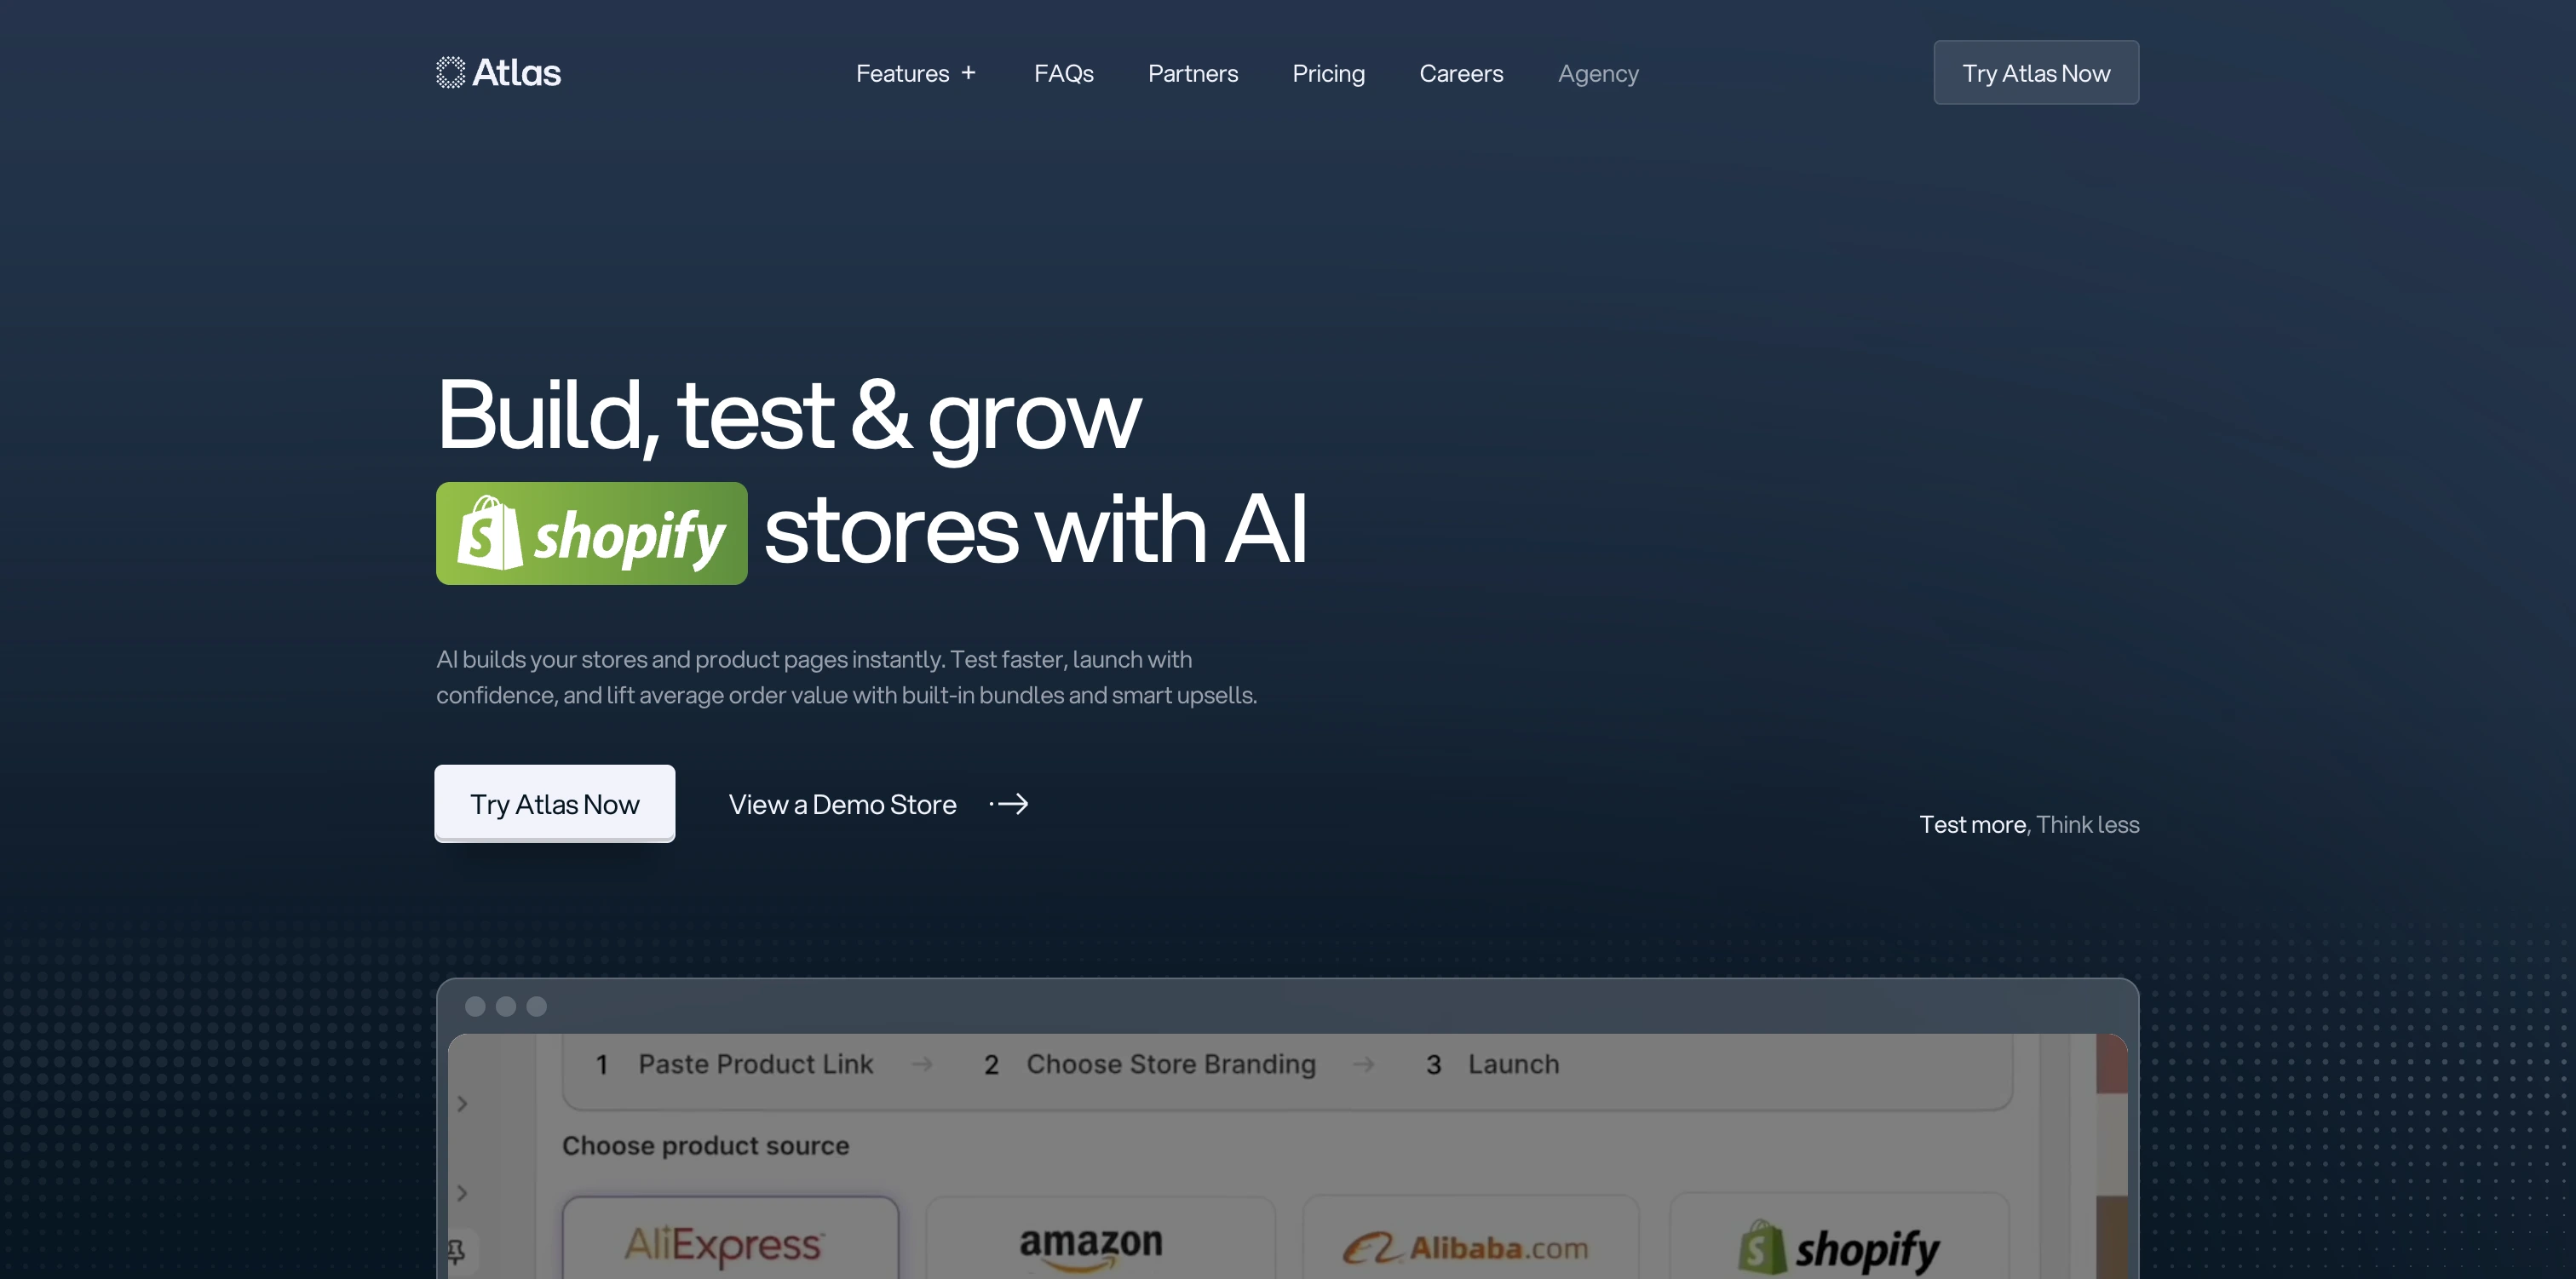 Atlas
Features +
FAQs
Partners
Pricing
Careers
Agency
Try Atlas Now
Build, test & grow
shopify stores with AI
AI builds your stores and product pages instantly. Test faster, launch with
confidence, and lift average order value with built-in bundles and smart upsells.
Try Atlas Now
View a Demo Store
Test more, Think less
1 Paste Product Link → 2 Choose Store Branding → 3 Launch
Choose product source
AliExpress
amazon
Alibaba.com
shopify